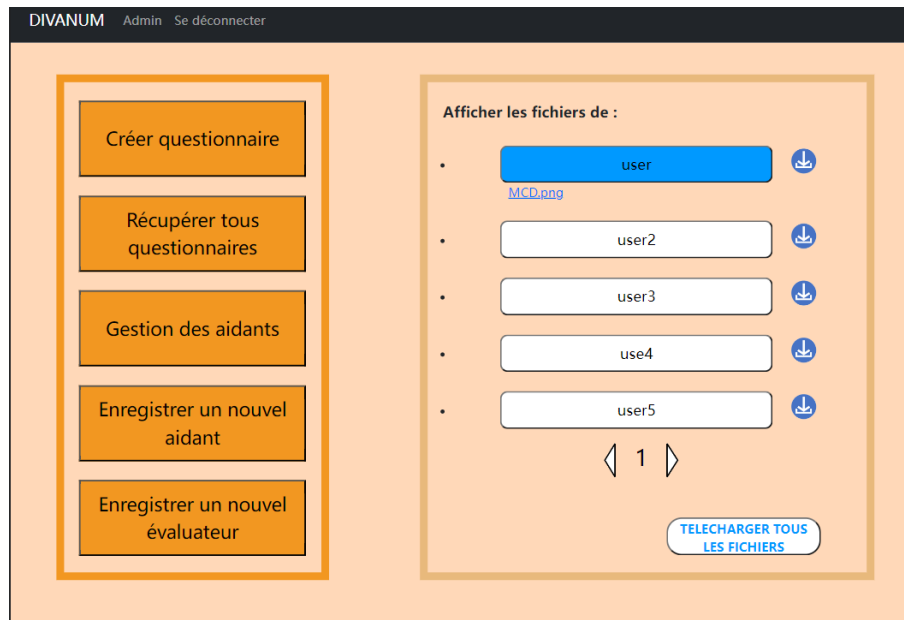 DIVANUM Admin Se déconnecter
Créer questionnaire
Récupérer tous
questionnaires
Gestion des aidants
Enregistrer un nouvel
aidant
Enregistrer un nouvel
évaluateur
Afficher les fichiers de :
user
MCD.png
user2
user3
use4
user5
1
TELECHARGER TOUS
LES FICHIERS